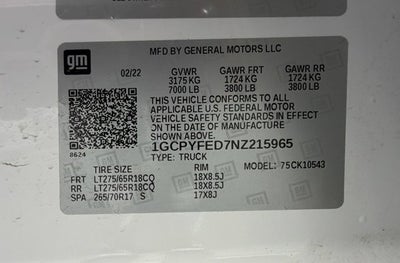 gm
MFD BY GENERAL MOTORS LLC
02/22 GVWR GAWR FRT GAWR RR
3175 KG 1724 KG 1724 KG
7000 LB 3800 LB 3800 LB
THIS VEHICLE CONFORMS TO ALL
APPLICABLE U.S. FEDERAL MOTOR
VEHICLE SAFETY STANDARDS IN EFFECT
ON THE DATE OF MANUFACTURE
SHOWN ABOVE.
8624
1GCPYFED7NZ215965
TYPE: TRUCK
MODEL: 75CK10543
TIRE SIZE RIM
FRT LT275/65R18CQ 18X8.5J
RR LT275/65R18CQ 18X8.5J
SPA 265/70R17 S 17X8J